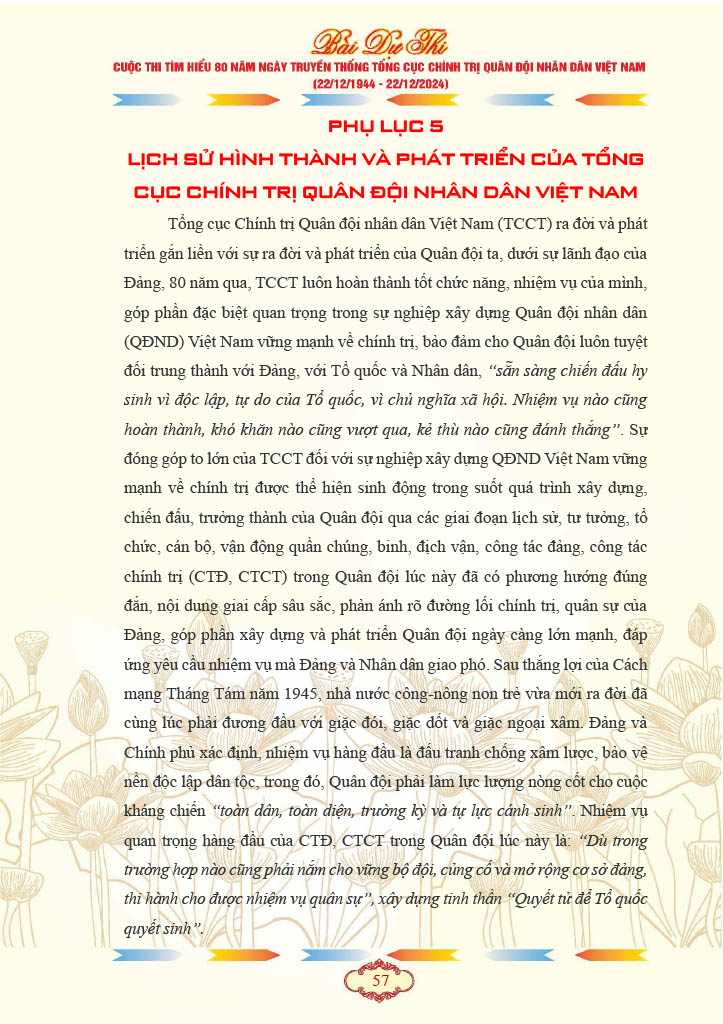 Bài Dự Thi
CUỘC THI TÌM HIỂU 80 NĂM NGÀY TRUYỀN THỐNG TỔNG CỤC CHÍNH TRỊ QUÂN ĐỘI NHÂN DÂN VIỆT NAM
(22/12/1944 - 22/12/2024)
PHỤ LỤC 5
LỊCH SỬ HÌNH THÀNH VÀ PHÁT TRIỂN CỦA TỔNG
CỤC CHÍNH TRỊ QUÂN ĐỘI NHÂN DÂN VIỆT NAM
Tổng cục Chính trị Quân đội nhân dân Việt Nam (TCCT) ra đời và phát
triển gắn liền với sự ra đời và phát triển của Quân đội ta, dưới sự lãnh đạo của
Đảng, 80 năm qua, TCCT luôn hoàn thành tốt chức năng, nhiệm vụ của mình,
góp phần đặc biệt quan trọng trong sự nghiệp xây dựng Quân đội nhân dân
(QĐND) Việt Nam vững mạnh về chính trị, bảo đảm cho Quân đội luôn tuyệt
đối trung thành với Đảng, với Tổ quốc và Nhân dân, “sẵn sàng chiến đấu hy
sinh vì độc lập, tự do của Tổ quốc, vì chủ nghĩa xã hội. Nhiệm vụ nào cũng
hoàn thành, khó khăn nào cũng vượt qua, kẻ thù nào cũng đánh thắng”. Sự
đóng góp to lớn của TCCT đối với sự nghiệp xây dựng QĐND Việt Nam vững
mạnh về chính trị được thể hiện sinh động trong suốt quá trình xây dựng,
chiến đấu, trưởng thành của Quân đội qua các giai đoạn lịch sử, tư tưởng, tổ
chức, cán bộ, vận động quần chúng, binh, địch vận, công tác đảng, công tác
chính trị (CTĐ, CTCT) trong Quân đội lúc này đã có phương hướng đúng
đắn, nội dung giai cấp sâu sắc, phản ánh rõ đường lối chính trị, quân sự của
Đảng, góp phần xây dựng và phát triển Quân đội ngày càng lớn mạnh, đáp
ứng yêu cầu nhiệm vụ mà Đảng và Nhân dân giao phó. Sau thắng lợi của Cách
mạng Tháng Tám năm 1945, nhà nước công-nông non trẻ vừa mới ra đời đã
cùng lúc phải đương đầu với giặc đói, giặc dốt và giặc ngoại xâm. Đảng và
Chính phủ xác định, nhiệm vụ hàng đầu là đấu tranh chống xâm lược, bảo vệ
nền độc lập dân tộc, trong đó, Quân đội phải làm lực lượng nòng cốt cho cuộc
kháng chiến “toàn dân, toàn diện, trường kỳ và tự lực cánh sinh”. Nhiệm vụ
quan trọng hàng đầu của CTĐ, CTCT trong Quân đội lúc này là: “Dù trong
trường hợp nào cũng phải nắm cho vững bộ đội, củng cố và mở rộng cơ sở đảng,
thi hành cho được nhiệm vụ quân sự”, xây dựng tinh thần “Quyết tử để Tổ quốc
quyết sinh”.
57